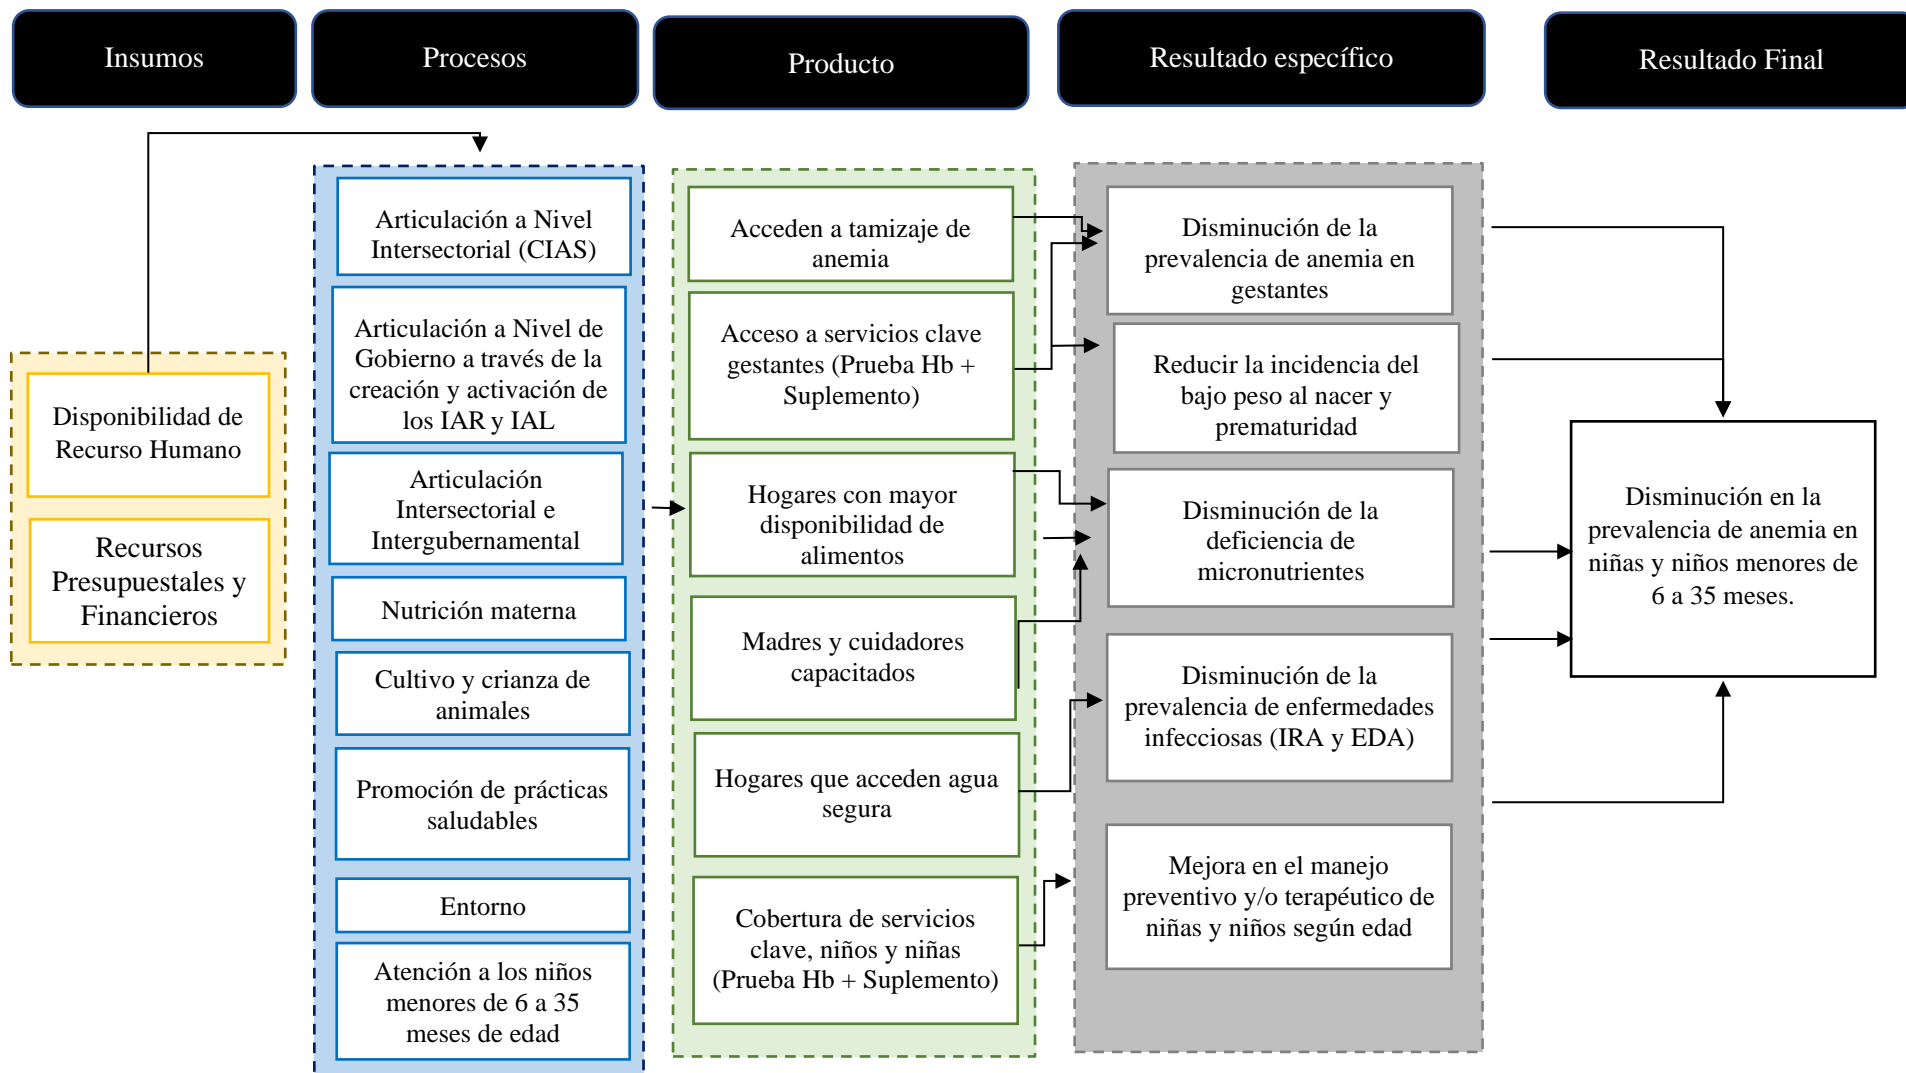 Insumos
Procesos
Producto
Resultado específico
Resultado Final
Disponibilidad de
Recurso Humano
Recursos
Presupuestales y
Financieros
Articulación a Nivel
Intersectorial (CIAS)
Articulación a Nivel de
Gobierno a través de la
creación y activación de
los IAR y IAL
Articulación
Intersectorial e
Intergubernamental
Nutrición materna
Cultivo y crianza de
animales
Promoción de prácticas
saludables
Entorno
Atención a los niños
menores de 6 a 35
meses de edad
Acceden a tamizaje de
anemia
Acceso a servicios clave
gestantes (Prueba Hb +
Suplemento)
Hogares con mayor
disponibilidad de
alimentos
Madres y cuidadores
capacitados
Hogares que acceden agua
segura
Cobertura de servicios
clave, niños y niñas
(Prueba Hb + Suplemento)
Disminución de la
prevalencia de anemia en
gestantes
Reducir la incidencia del
bajo peso al nacer y
prematuridad
Disminución de la
deficiencia de
micronutrientes
Disminución de la
prevalencia de enfermedades
infecciosas (IRA y EDA)
Mejora en el manejo
preventivo y/o terapéutico de
niñas y niños según edad
Disminución en la
prevalencia de anemia en
niñas y niños menores de
6 a 35 meses.